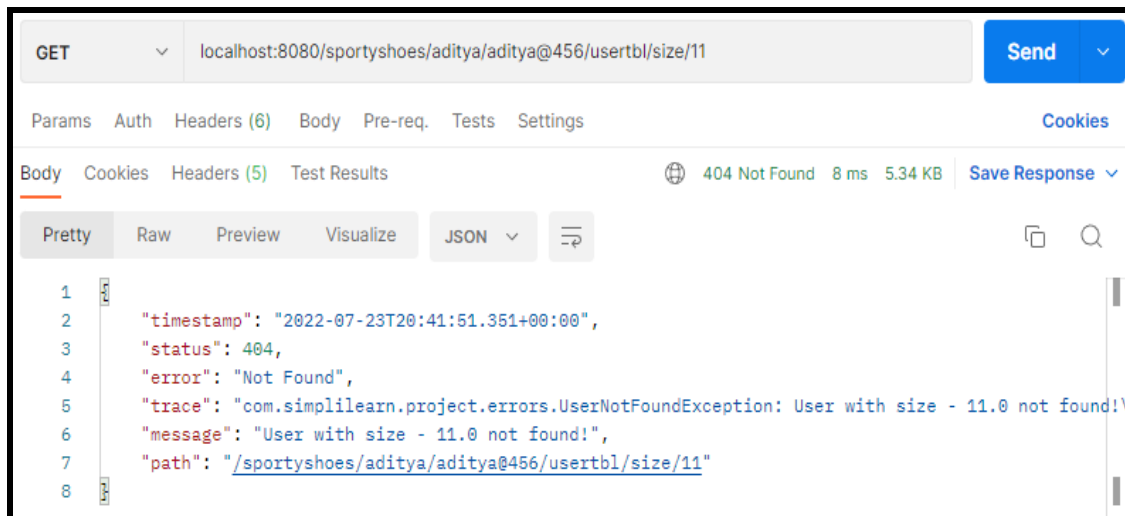 GET localhost:8080/sportyshoes/aditya/aditya@456/usertbl/size/11 Send
Params Auth Headers (6) Body Pre-req. Tests Settings Cookies
Body Cookies Headers (5) Test Results 404 Not Found 8 ms 5.34 KB Save Response
Pretty Raw Preview Visualize JSON
1 {
2 "timestamp": "2022-07-23T20:41:51.351+00:00",
3 "status": 404,
4 "error": "Not Found",
5 "trace": "com.simplilearn.project.errors.UserNotFoundException: User with size - 11.0 not found!\
6 "message": "User with size - 11.0 not found!",
7 "path": "/sportyshoes/aditya/aditya@456/usertbl/size/11"
8 }